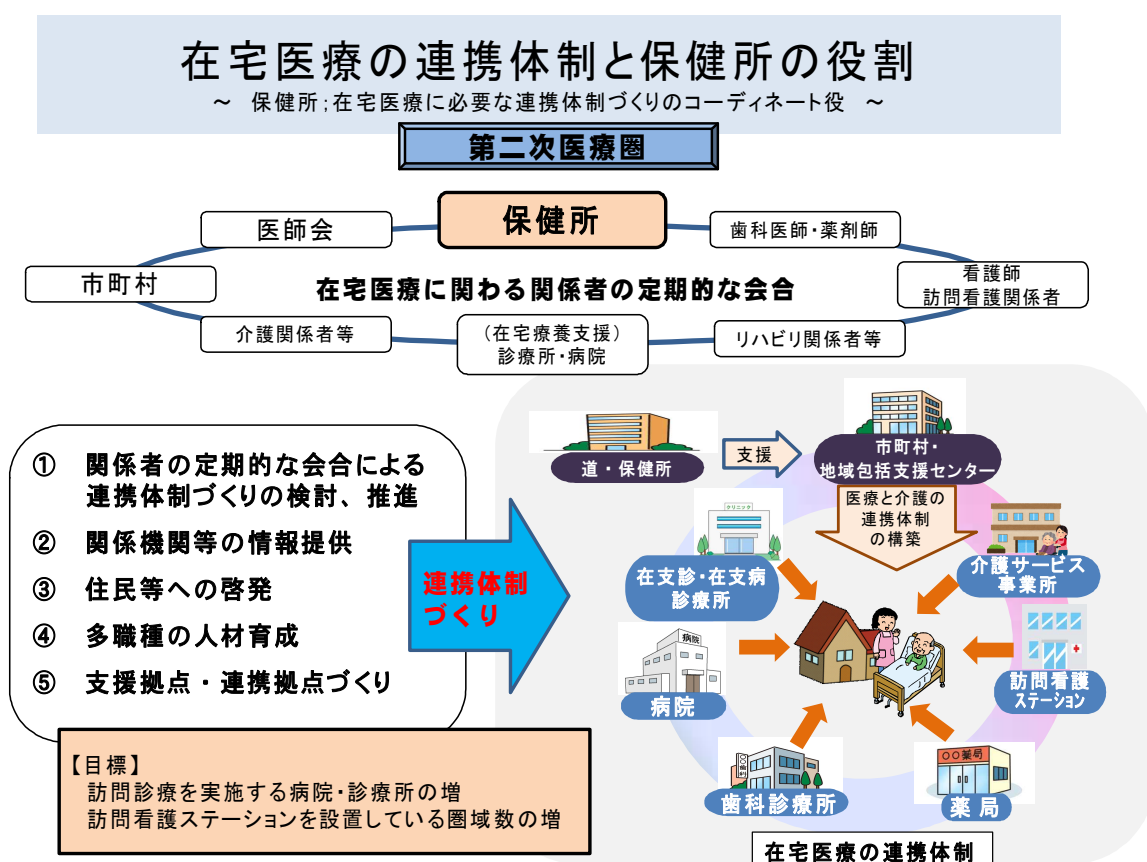 在宅医療の連携体制と保健所の役割
～ 保健所;在宅医療に必要な連携体制づくりのコーディネート役 ～
第二次医療圏
保健所
医師会
歯科医師・薬剤師
市町村
在宅医療に関わる関係者の定期的な会合
看護師
訪問看護関係者
介護関係者等
(在宅療養支援)
診療所・病院
リハビリ関係者等
① 関係者の定期的な会合による
連携体制づくりの検討、推進
② 関係機関等の情報提供
③ 住民等への啓発
④ 多職種の人材育成
⑤ 支援拠点・連携拠点づくり
連携体制
づくり
【目標】
訪問診療を実施する病院・診療所の増
訪問看護ステーションを設置している圏域数の増
道・保健所
支援
市町村・
地域包括支援センター
医療と介護の
連携体制
の構築
クリニック
在支診・在支病
診療所
介護サービス
事業所
病院
病院
訪問看護
ステーション
〇〇歯科
歯科診療所
〇〇薬局
薬局
在宅医療の連携体制